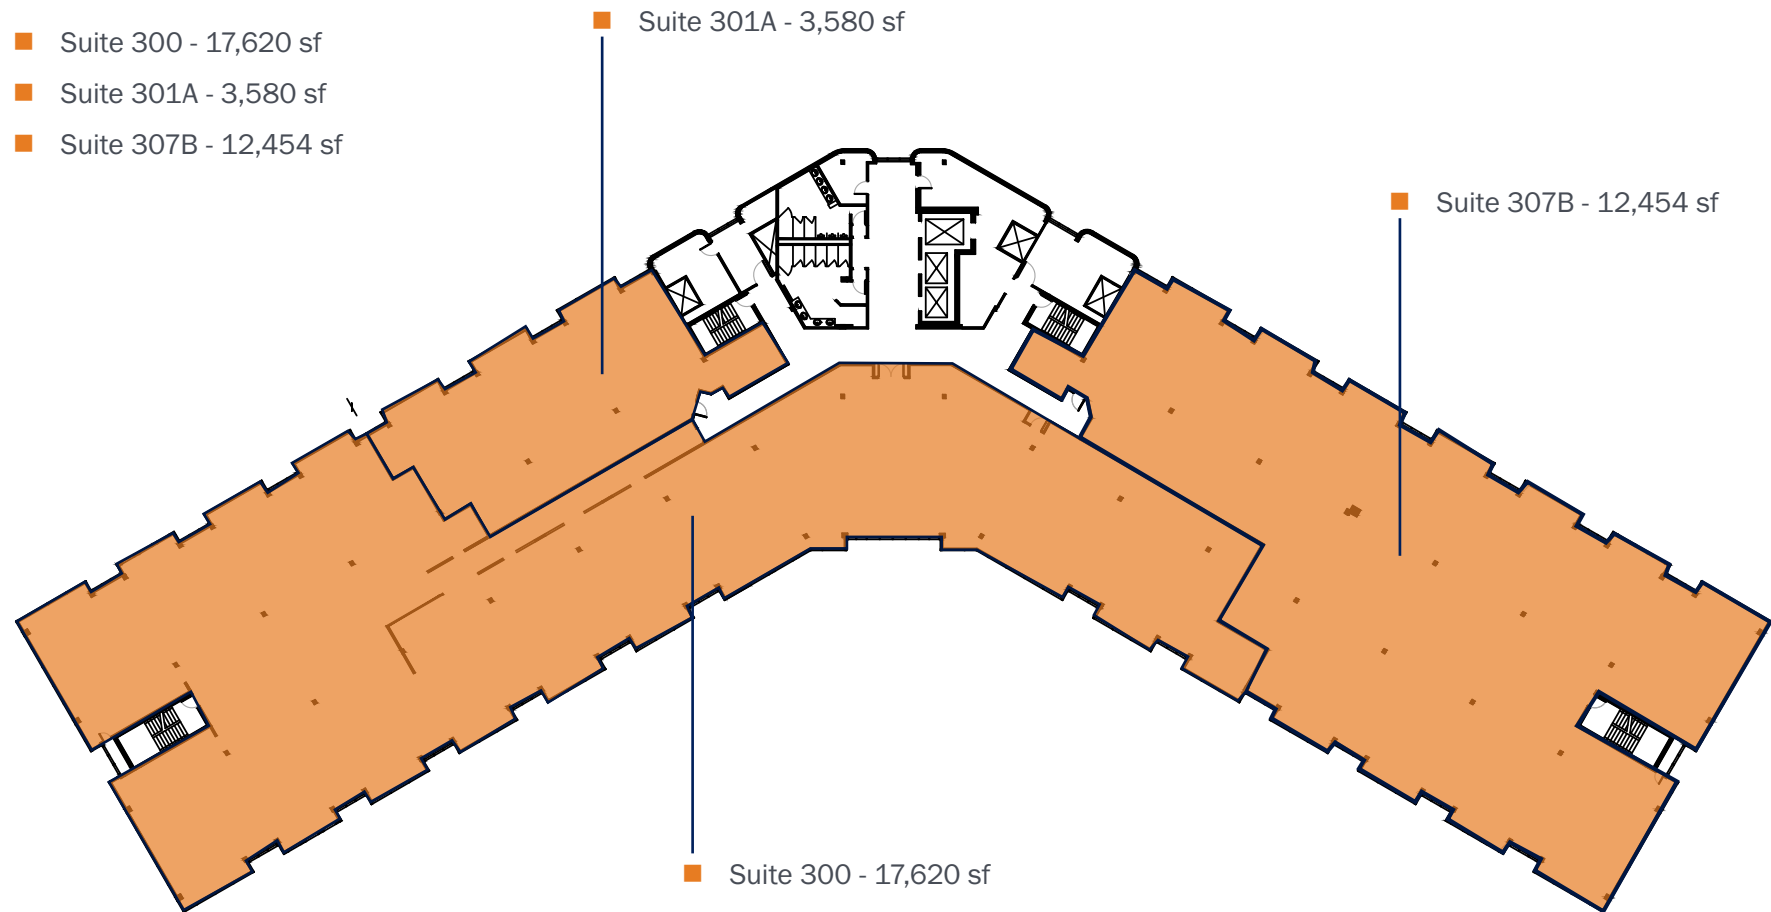 Suite 300 - 17,620 sf
Suite 301A - 3,580 sf
Suite 307B - 12,454 sf
Suite 301A - 3,580 sf
Suite 307B - 12,454 sf
Suite 300 - 17,620 sf